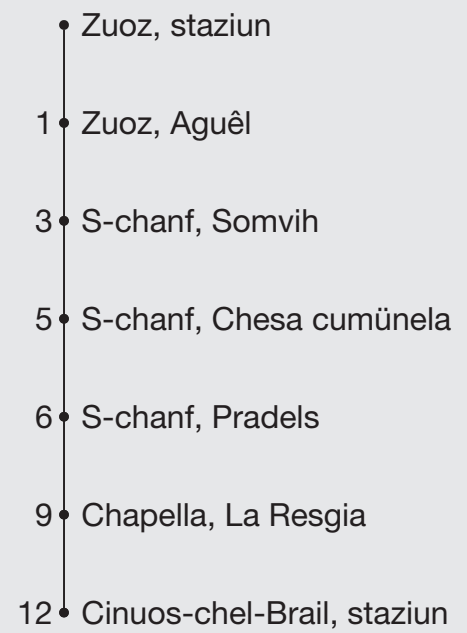 Zuoz, staziun
1 Zuoz, Aguêl
3 S-chanf, Somvih
5 S-chanf, Chesa cumünela
6 S-chanf, Pradels
9 Chapella, La Resgia
12 Cinuos-chel-Brail, staziun